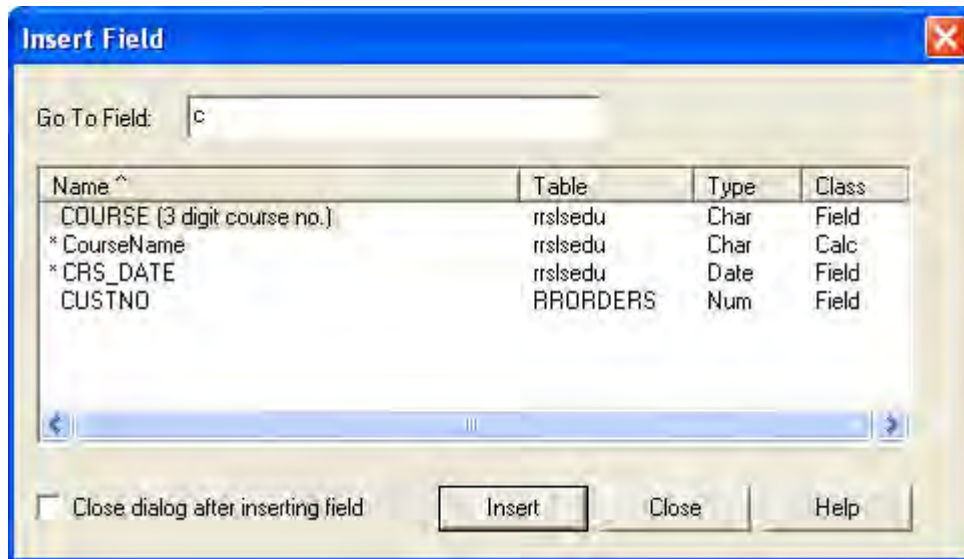 Insert Field
Go To Field: c
Name ^ Table Type Class
COURSE (3 digit course no.) rrslsedu Char Field
* CourseName rrslsedu Char Calc
* CRS_DATE rrslsedu Date Field
CUSTNO RRORDERS Num Field
Close dialog after inserting field Insert Close Help